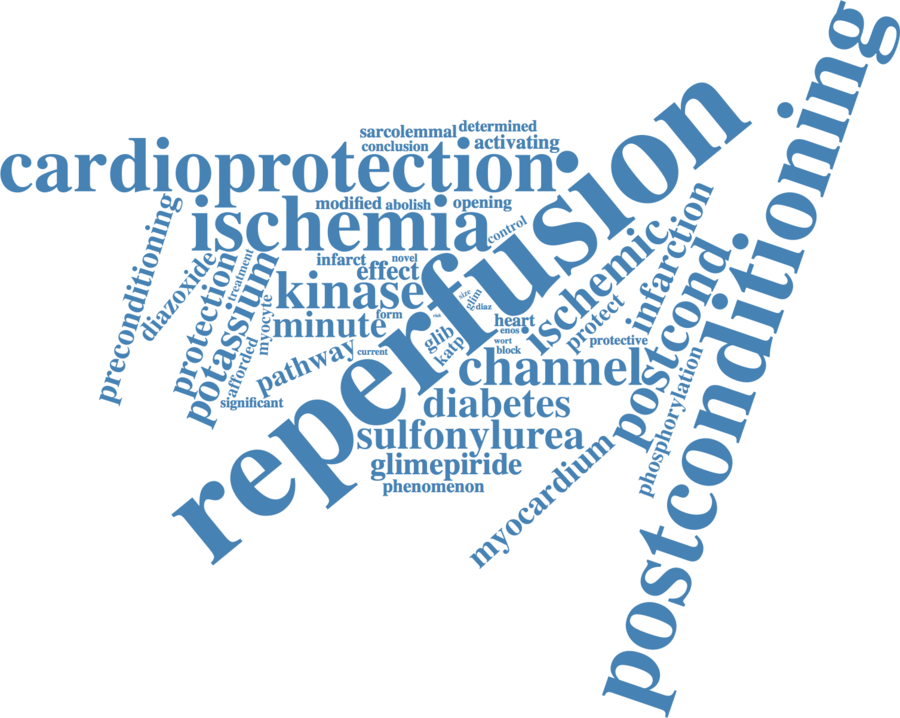 postconditioning
reperfusion
cardioprotection
ischemia
sarcolemmal
determined
conclusion
activating
modified
abolish
opening
control
preconditioning
diazoxide
protection
treatment
potassium
myocyte
afforded
significant
infarct
novel
effect
kinase
form
minute
pathway
current
size
glim
diaz
glib
katp
heart
enos
wort
block
ischemic
protect
protective
infarction
postcond
phosphorylation
channel
diabetes
sulfonylurea
glimepiride
phenomenon
myocardium